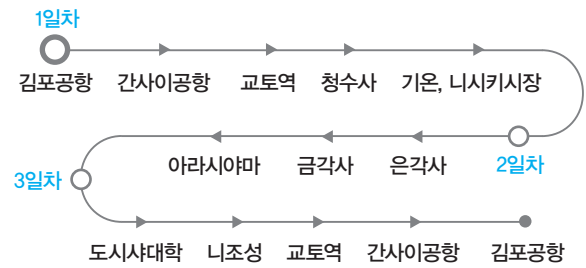 1일차
김포공항 간사이공항 교토역 청수사 기온, 니시키시장
아라시야마 금각사 은각사 2일차
3일차
도시샤대학 니조성 교토역 간사이공항 김포공항